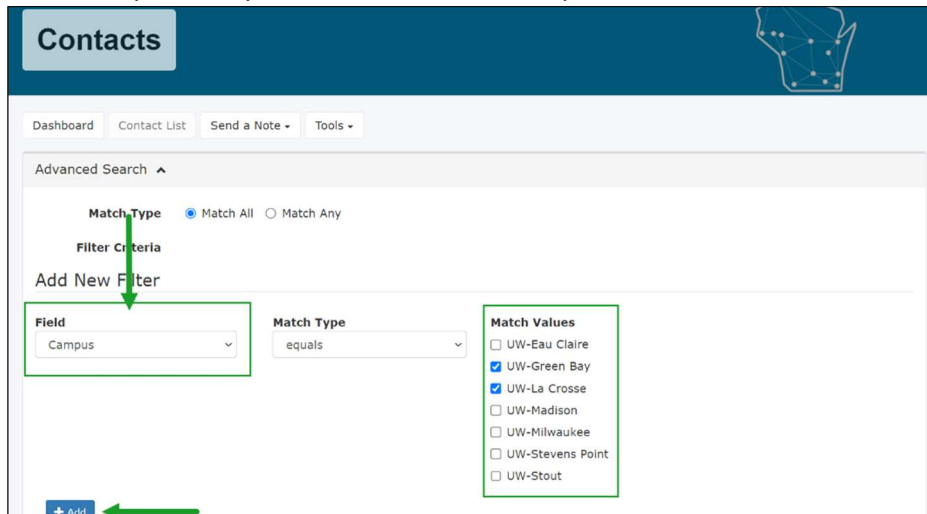 Contacts
Dashboard Contact List Send a Note Tools
Advanced Search
Match Type Match All Match Any
Filter Criteria
Add New Filter
Field Match Type Match Values
Campus equals UW-Eau Claire
UW-Green Bay
UW-La Crosse
UW-Madison
UW-Milwaukee
UW-Stevens Point
UW-Stout
+ Add